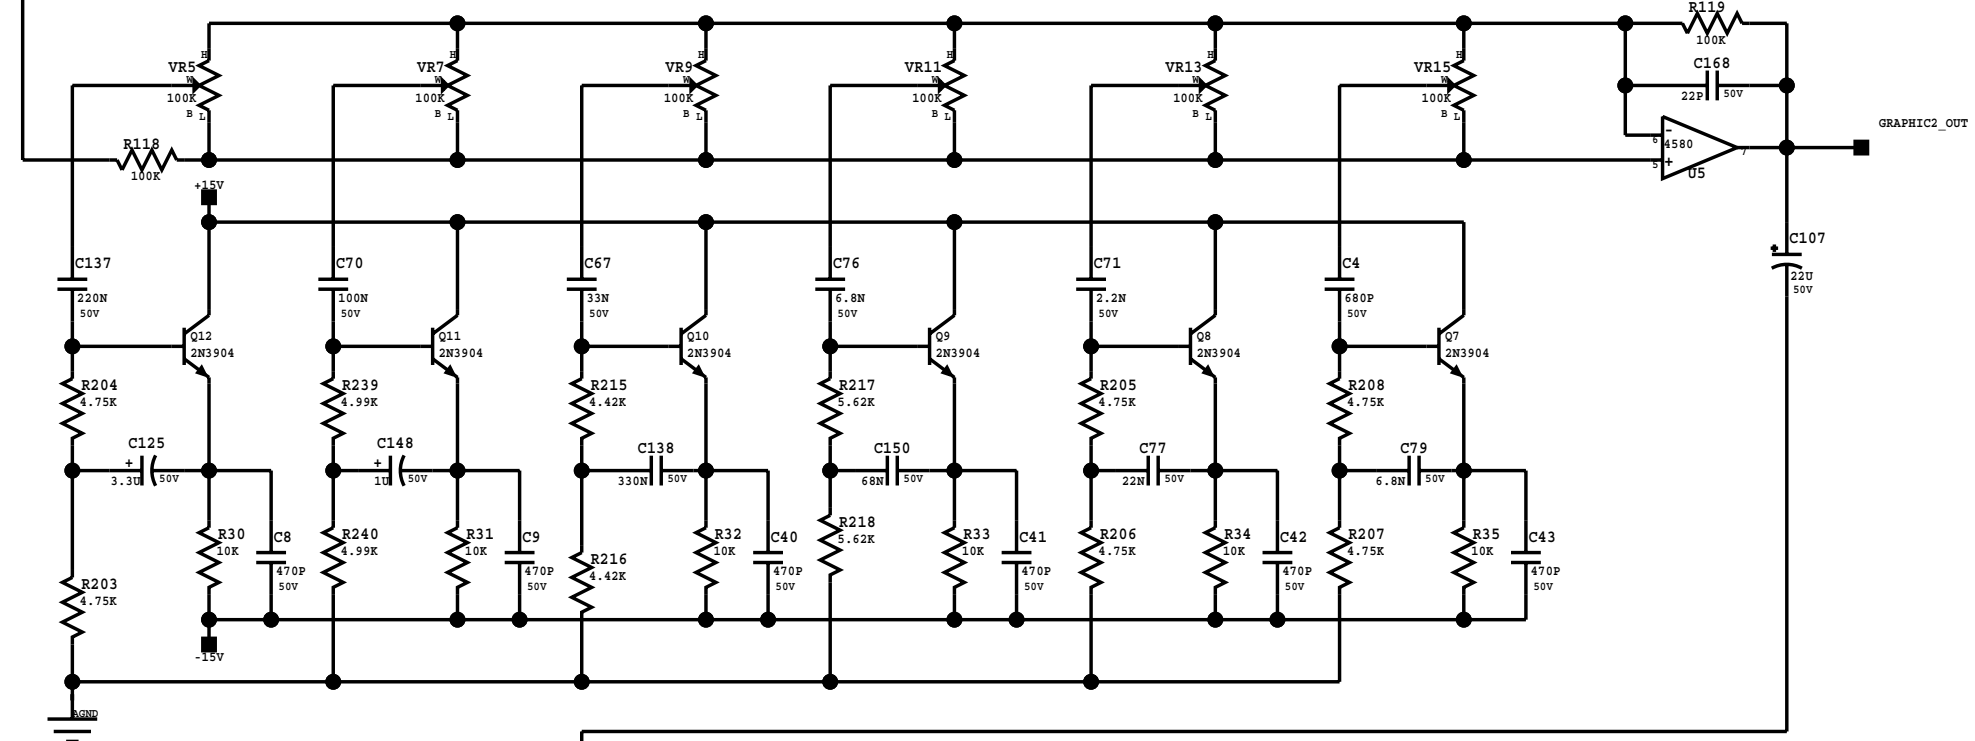 R119
100K
C168
22P 50V
GRAPHIC2_OUT
H H H H H H
VR5 VR7 VR9 VR11 VR13 VR15
W W W W W W
100K 100K 100K 100K 100K 100K
B L B L B L B L B L B L
- 
6 4580 7
5 +
U5
R118
100K
+15V
C107
+
22U
50V
C137 C70 C67 C76 C71 C4
220N 100N 33N 6.8N 2.2N 680P
50V 50V 50V 50V 50V 50V
Q12 Q11 Q10 Q9 Q8 Q7
2N3904 2N3904 2N3904 2N3904 2N3904 2N3904
R204 R239 R215 R217 R205 R208
4.75K 4.99K 4.42K 5.62K 4.75K 4.75K
C125 C148 C138 C150 C77 C79
+ +
3.3U 50V 1U 50V 330N 50V 68N 50V 22N 50V 6.8N 50V
R218
5.62K
R30 C8 R240 R31 C9 R32 C40 R33 C41 R206 R34 C42 R207 R35 C43
10K 4.99K 10K 10K 10K 4.75K 10K 4.75K 10K
R216
4.42K
470P 470P 470P 470P 470P 470P
50V 50V 50V 50V 50V 50V
R203
4.75K
-15V
AGND